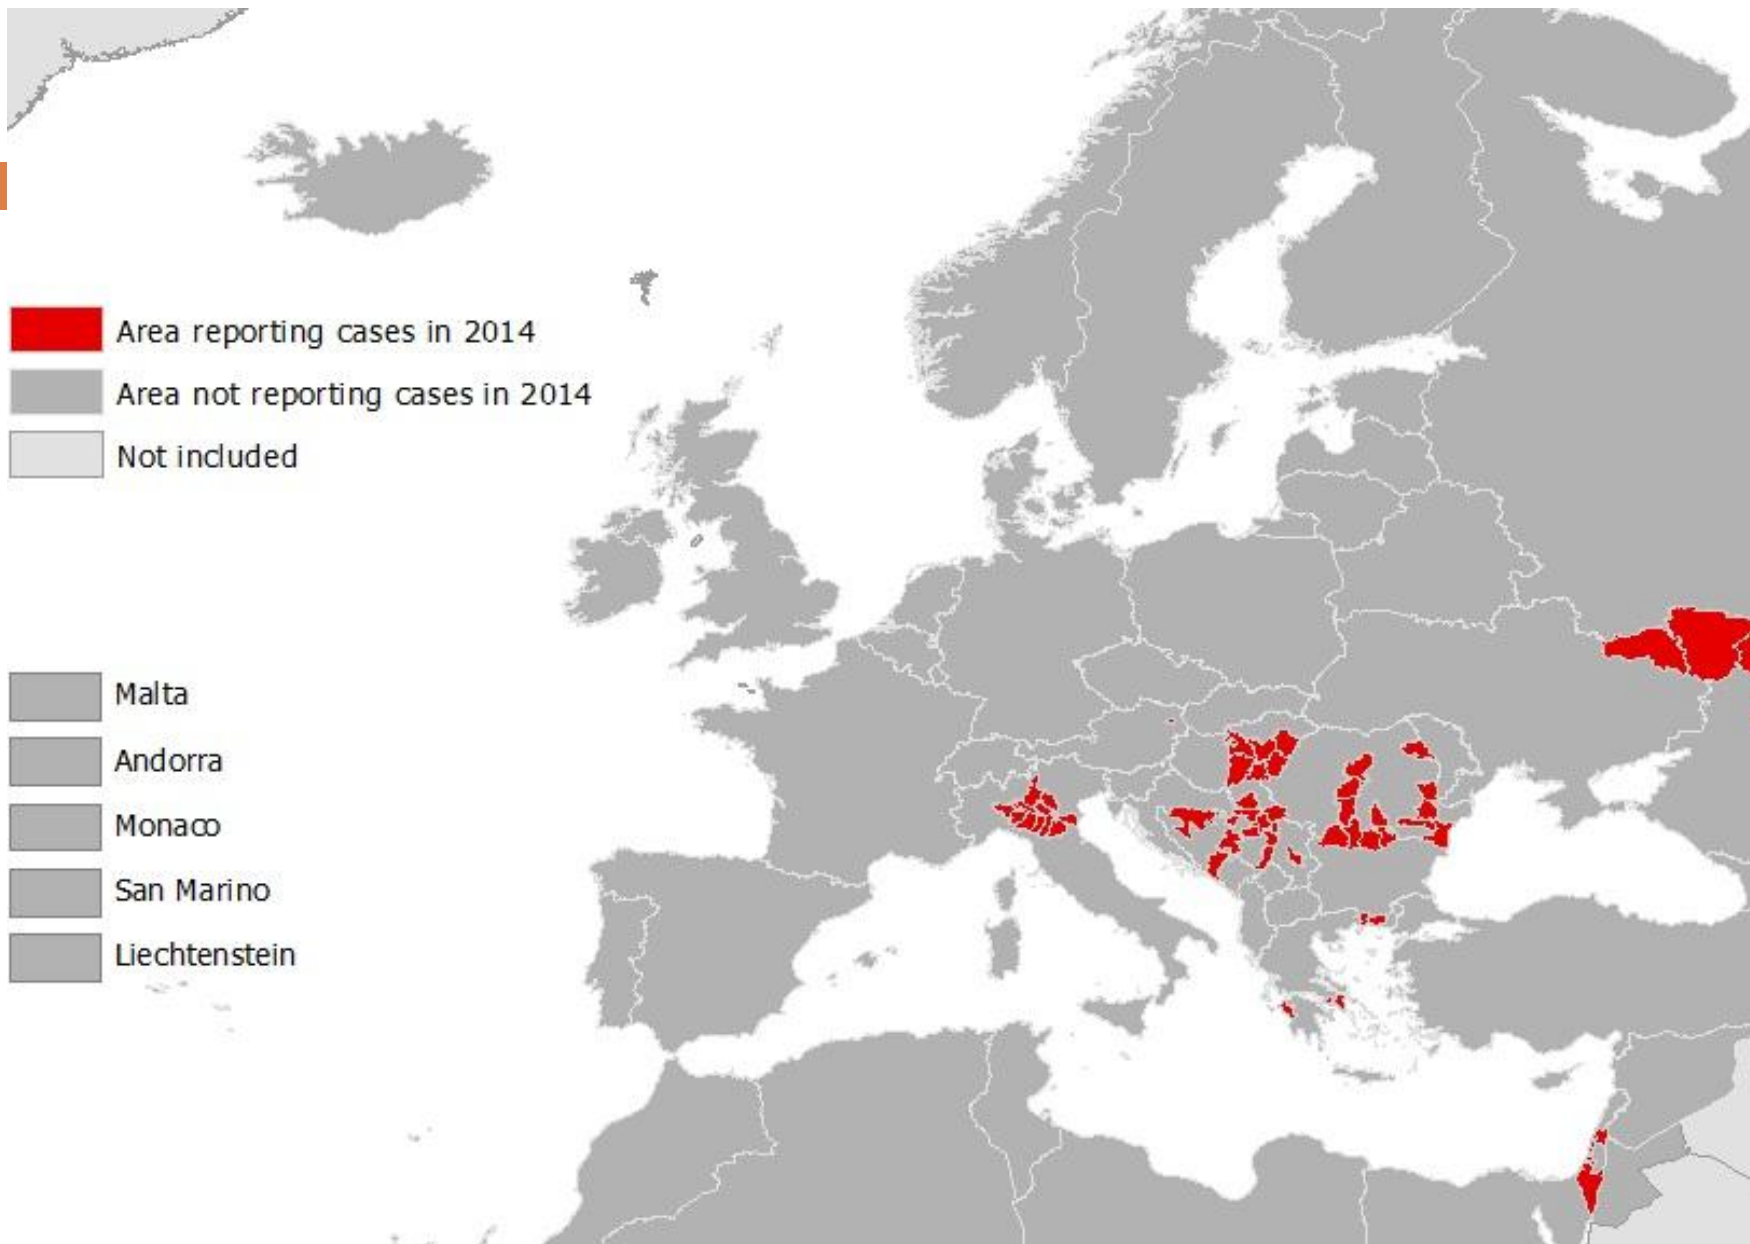 Area reporting cases in 2014
Area not reporting cases in 2014
Not included
Malta
Andorra
Monaco
San Marino
Liechtenstein